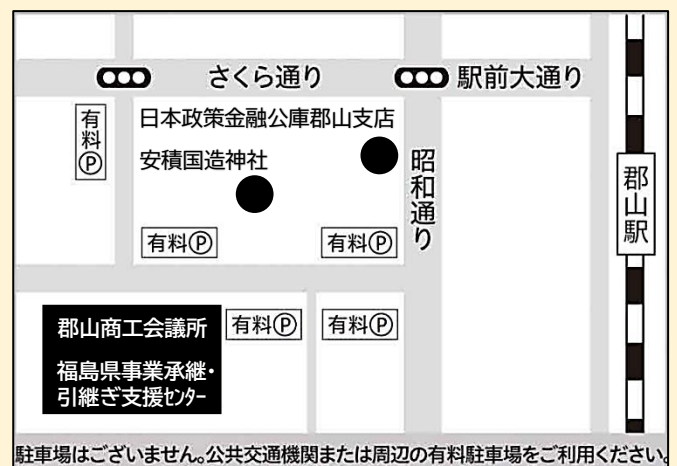 さくら通り
駅前大通り
有料Ⓟ
日本政策金融公庫郡山支店
安積国造神社
昭和通り
郡山駅
有料Ⓟ
有料Ⓟ
郡山商工会議所
福島県事業承継・
引継ぎ支援ｾﾝﾀｰ
有料Ⓟ
有料Ⓟ
駐車場はございません。公共交通機関または周辺の有料駐車場をご利用ください。